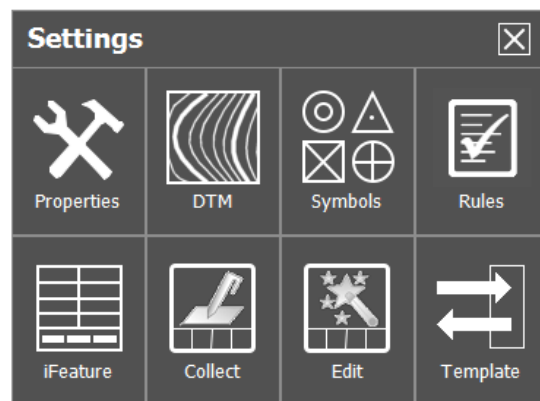 Settings
Properties
DTM
Symbols
Rules
iFeature
Collect
Edit
Template